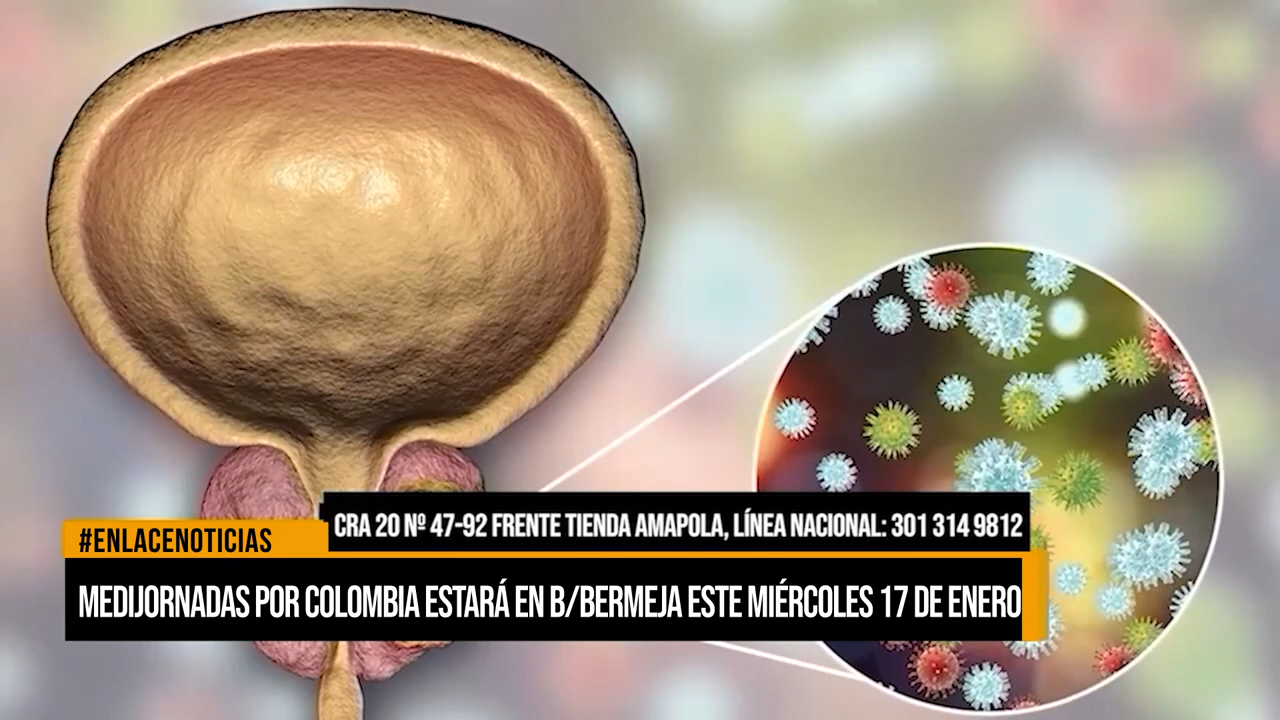 CRA 20 Nº 47-92 FRENTE TIENDA AMAPOLA, LÍNEA NACIONAL: 301 314 9812
#ENLACENOTICIAS
MEDIJORNADAS POR COLOMBIA ESTARÁ EN B/BERMEJA ESTE MIÉRCOLES 17 DE ENERO